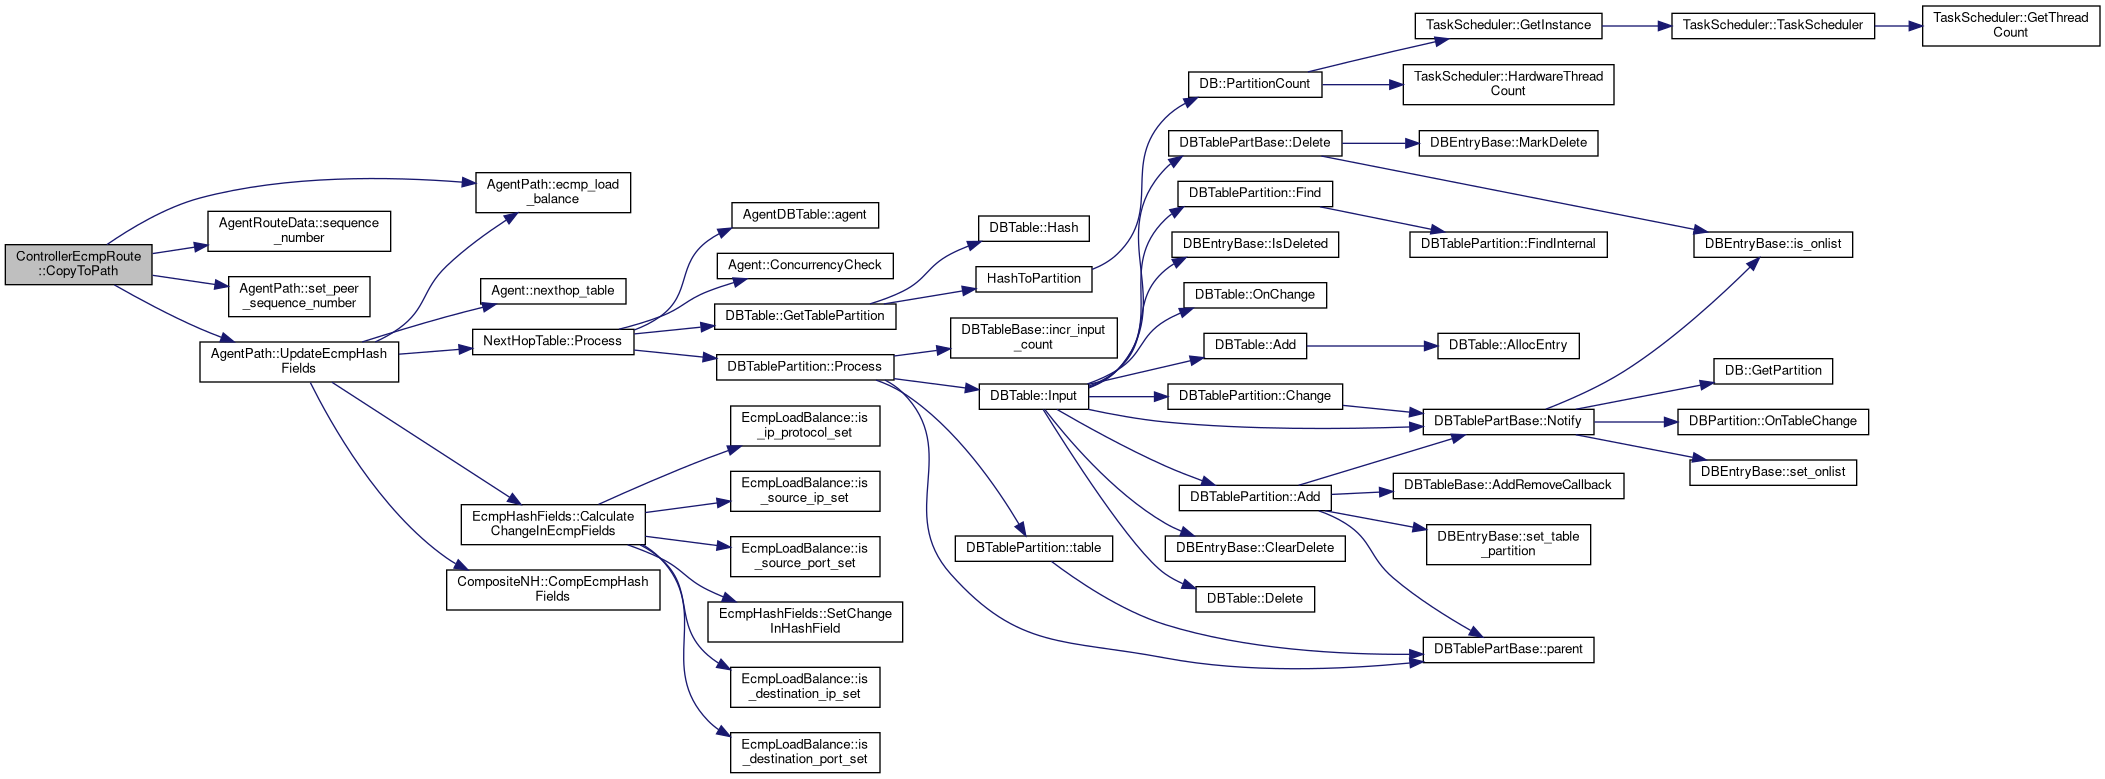 ControllerEcmpRoute
::CopyToPath
AgentPath::ecmp_load
_balance
AgentRouteData::sequence
_number
AgentPath::set_peer
_sequence_number
AgentPath::UpdateEcmpHash
Fields
Agent::nexthop_table
NextHopTable::Process
EcmpHashFields::Calculate
ChangeInEcmpFields
CompositeNH::CompEcmpHash
Fields
AgentDBTable::agent
Agent::ConcurrencyCheck
DBTable::GetTablePartition
DBTablePartition::Process
EcmpLoadBalance::is
_ip_protocol_set
EcmpLoadBalance::is
_source_ip_set
EcmpLoadBalance::is
_source_port_set
EcmpHashFields::SetChange
InHashField
EcmpLoadBalance::is
_destination_ip_set
EcmpLoadBalance::is
_destination_port_set
DBTable::Hash
HashToPartition
DBTableBase::incr_input
_count
DBTable::Input
DBTablePartition::table
DB::PartitionCount
DBTablePartBase::Delete
DBTablePartition::Find
DBEntryBase::IsDeleted
DBTable::OnChange
DBTable::Add
DBTablePartition::Change
DBTablePartition::Add
DBEntryBase::ClearDelete
DBTable::Delete
TaskScheduler::GetInstance
TaskScheduler::HardwareThread
Count
DBEntryBase::MarkDelete
DBTablePartition::FindInternal
DBTable::AllocEntry
DBTablePartBase::Notify
DBTableBase::AddRemoveCallback
DBEntryBase::set_table
_partition
DBTablePartBase::parent
TaskScheduler::TaskScheduler
DBEntryBase::is_onlist
DB::GetPartition
DBPartition::OnTableChange
DBEntryBase::set_onlist
TaskScheduler::GetThread
Count